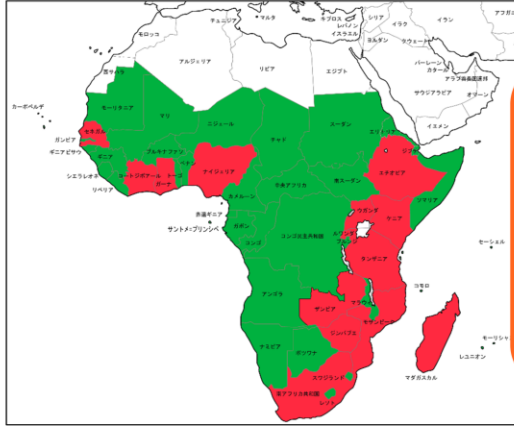 マルタ
チュニジア
モロッコ
キプロス
レバノン
イスラエル
シリア
イラク
イラン
アフガ
ヨルダン
クウェート
アルジェリア
リビア
エジプト
バーレーン
カタール
アラブ首長国連邦
サウジアラビア
オマーン
イエメン
西サハラ
モーリタニア
マリ
ニジェール
チャド
スーダン
エリトリア
ジブチ
カーボベルデ
セネガル
ガンビア
ギニアビサウ
ギニア
シエラレオネ
リベリア
コートジボワール
ブルキナファソ
ガーナ
トーゴ
ベナン
ナイジェリア
カメルーン
中央アフリカ
南スーダン
エチオピア
ソマリア
赤道ギニア
サントメ・プリンシペ
ガボン
コンゴ
コンゴ民主共和国
ウガンダ
ケニア
ルワンダ
ブルンジ
タンザニア
セーシェル
コモロ
アンゴラ
ザンビア
マラウイ
モザンビーク
ジンバブエ
ナミビア
ボツワナ
スワジランド
南アフリカ共和国
レソト
マダガスカル
モーリシャ
レユニオン